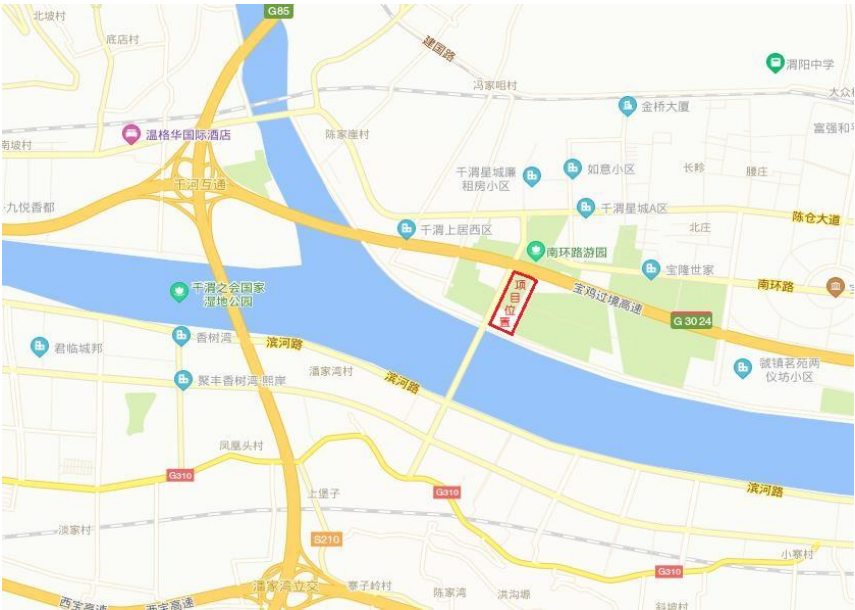 G85
北坡村
底店村
建国路
渭阳中学
冯家咀村
大众
金桥大厦
温格华国际酒店
陈家崖村
富强和平
南坡村
千渭星城廉
租房小区
如意小区
长畛
腰庄
千河互通
九悦香都
千渭星城A区
陈仓大道
千渭上居西区
北庄
南环路游园
宝隆世家
千渭之会国家
湿地公园
项目位置
宝鸡过境高速
南环路
宝
G 3024
香树湾
滨河路
君临城邦
虢镇茗苑两
仪坊小区
潘家湾村
聚丰香树湾·熙岸
滨河路
凤凰头村
G310
G310
滨河路
上堡子
淡家村
S210
小寨村
G310
潘家湾立交
寨子岭村
陈家湾
洪沟塬
西宝高速
西宝高速
斜坡村